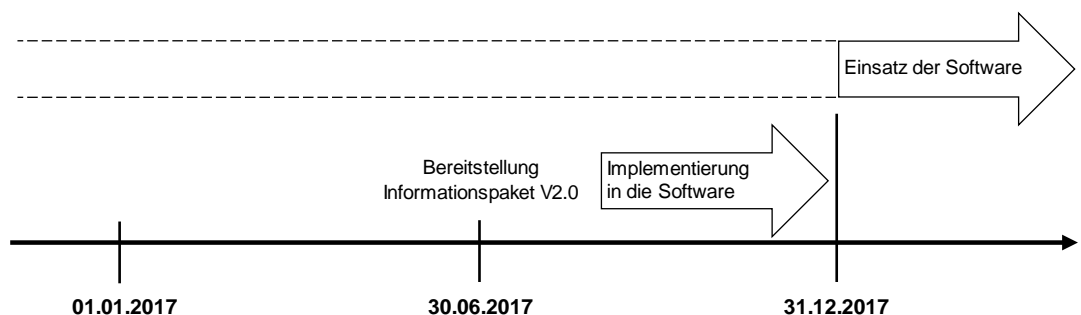 Einsatz der Software
Bereitstellung
Informationspaket V2.0
Implementierung
in die Software
01.01.2017
30.06.2017
31.12.2017